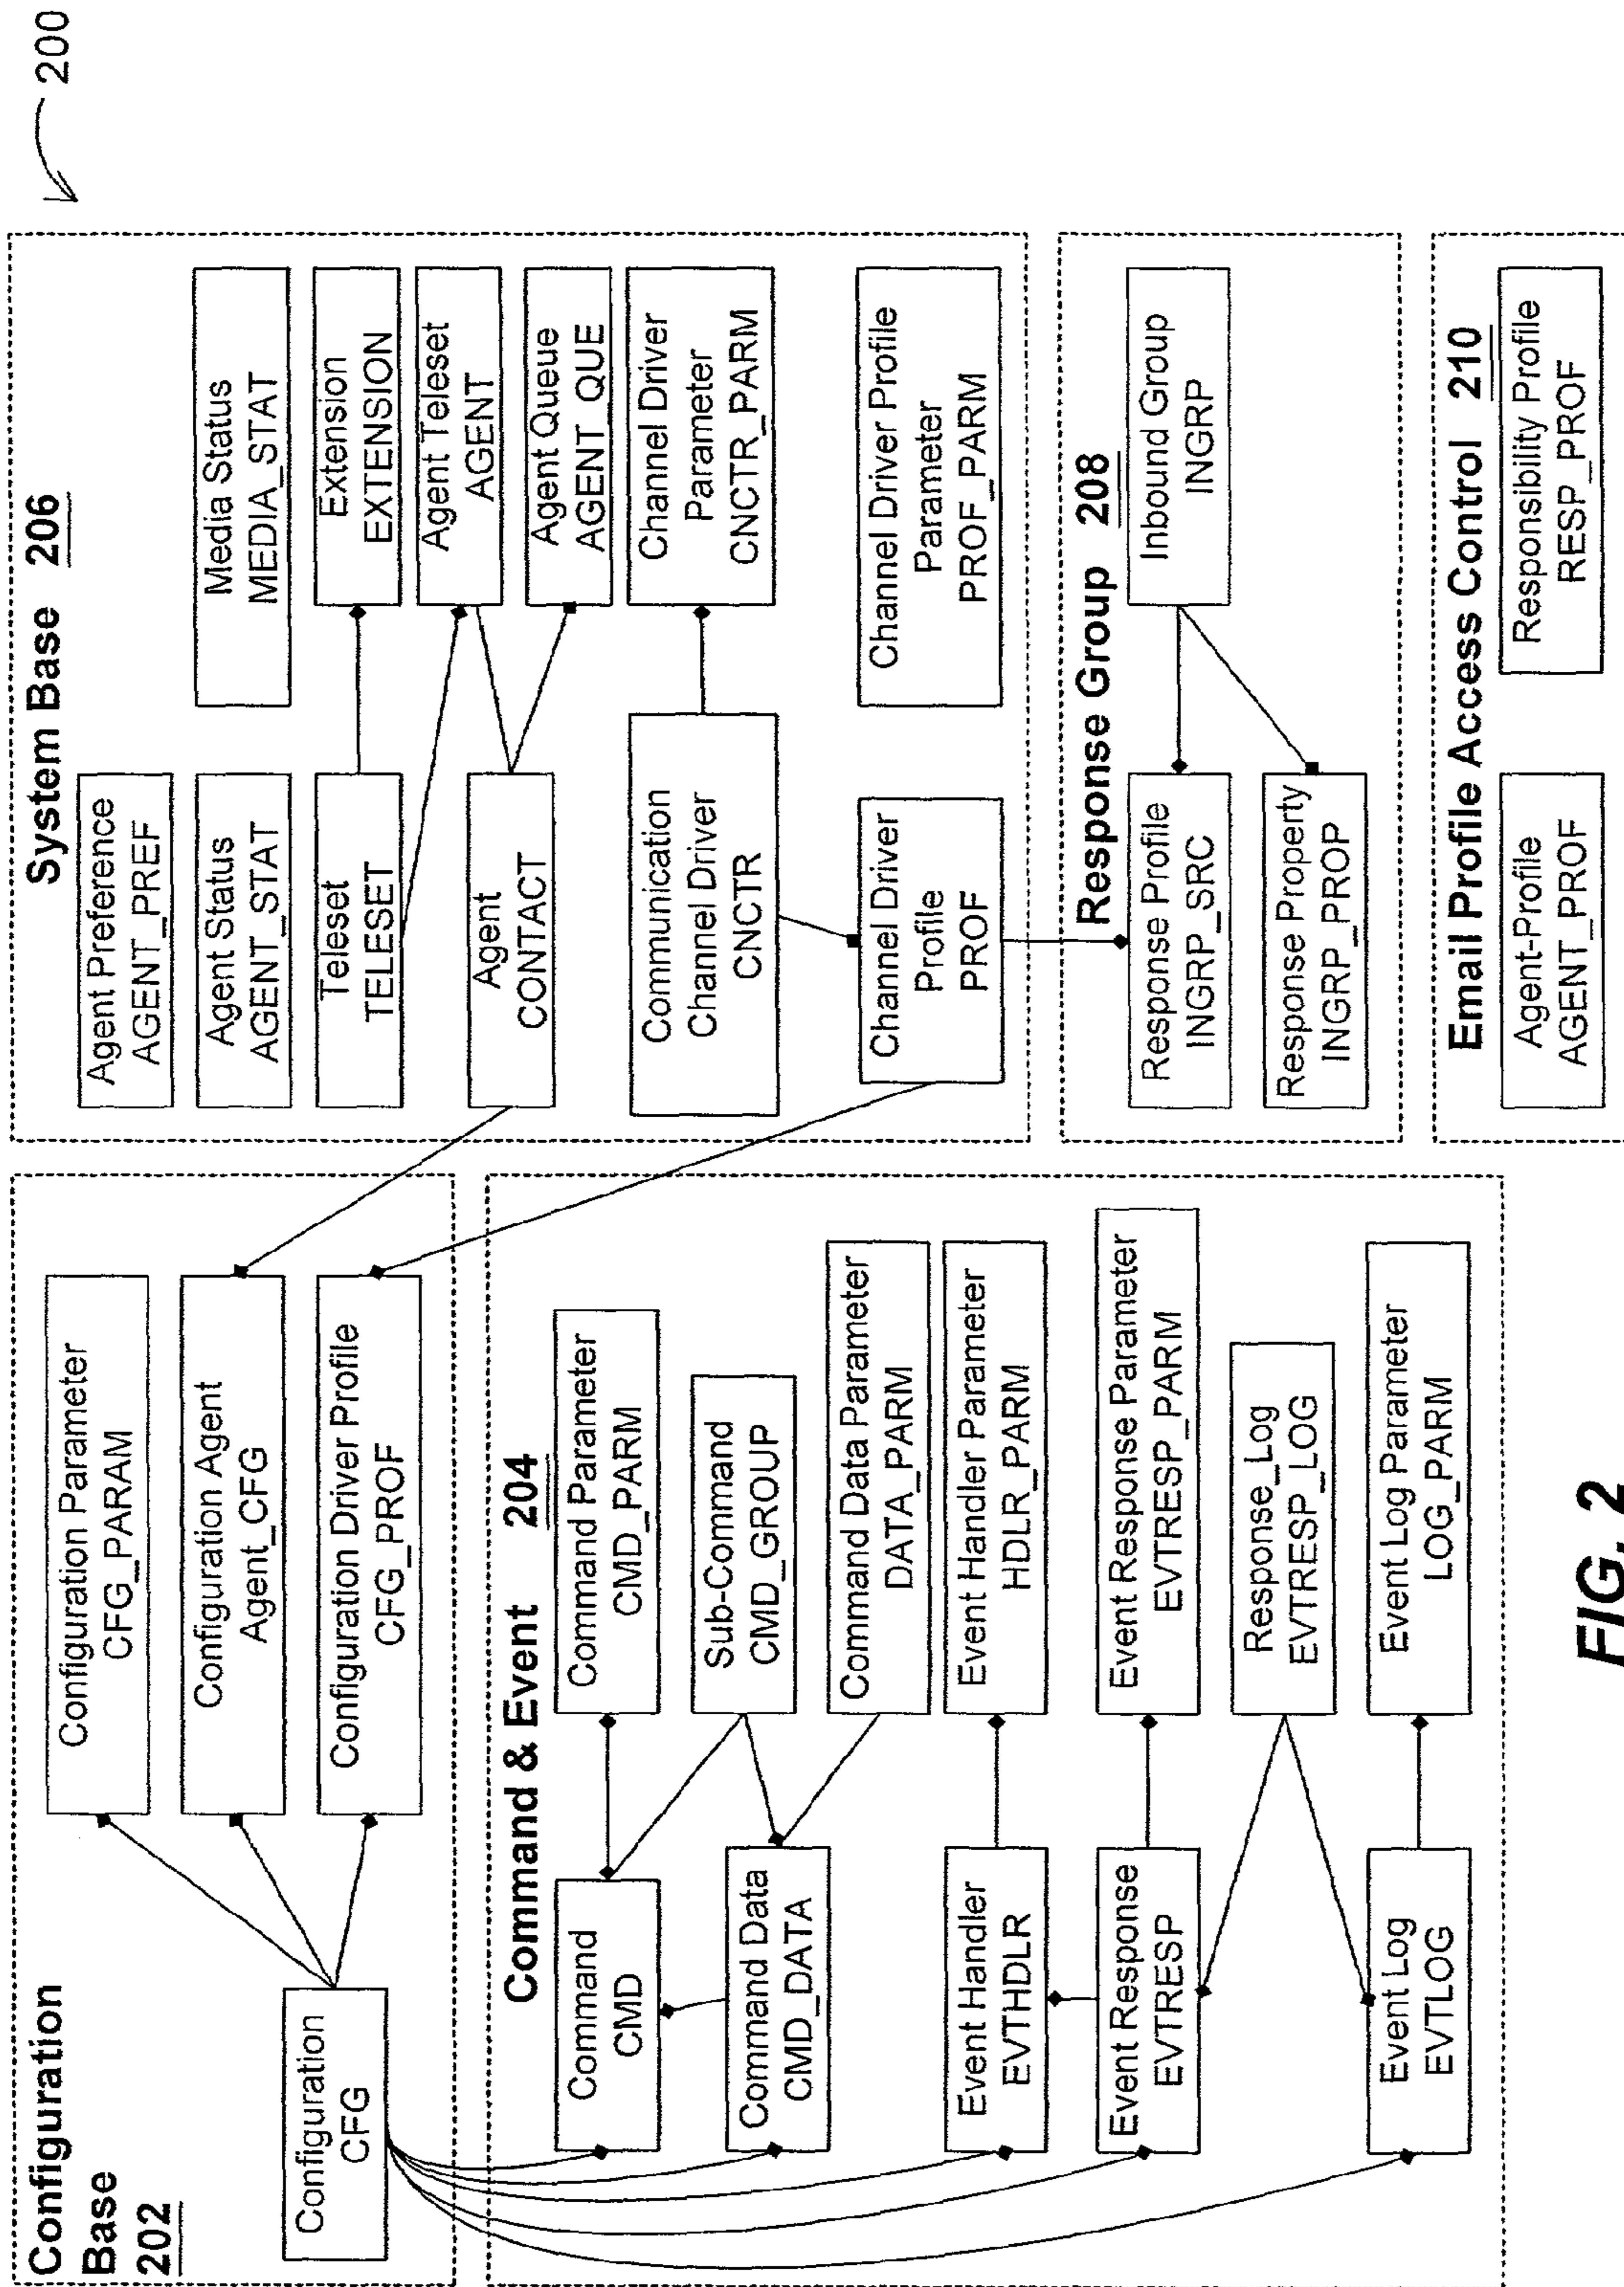 200
Configuration
Base
202
Configuration
CFG
Configuration Parameter
CFG_PARAM
Configuration Agent
Agent_CFG
Configuration Driver Profile
CFG_PROF
Command & Event 204
Command
CMD
Command Parameter
CMD_PARM
Sub-Command
CMD_GROUP
Command Data
CMD_DATA
Command Data Parameter
DATA_PARM
Event Handler
EVTHDLR
Event Handler Parameter
HDLR_PARM
Event Response
EVTRESP
Event Response Parameter
EVTRESP_PARM
Response_Log
EVTRESP_LOG
Event Log
EVTLOG
Event Log Parameter
LOG_PARM
System Base 206
Agent Preference
AGENT_PREF
Agent Status
AGENT_STAT
Media Status
MEDIA_STAT
Teleset
TELESET
Extension
EXTENSION
Agent Teleset
AGENT
Agent
CONTACT
Agent Queue
AGENT_QUE
Communication
Channel Driver
CNCTR
Channel Driver
Parameter
CNCTR_PARM
Channel Driver
Profile
PROF
Channel Driver Profile
Parameter
PROF_PARM
Response Group 208
Response Profile
INGRP_SRC
Inbound Group
INGRP
Response Property
INGRP_PROP
Email Profile Access Control 210
Agent-Profile
AGENT_PROF
Responsibility Profile
RESP_PROF
FIG. 2